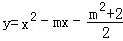 y=x² − mx − (m²+2)/2